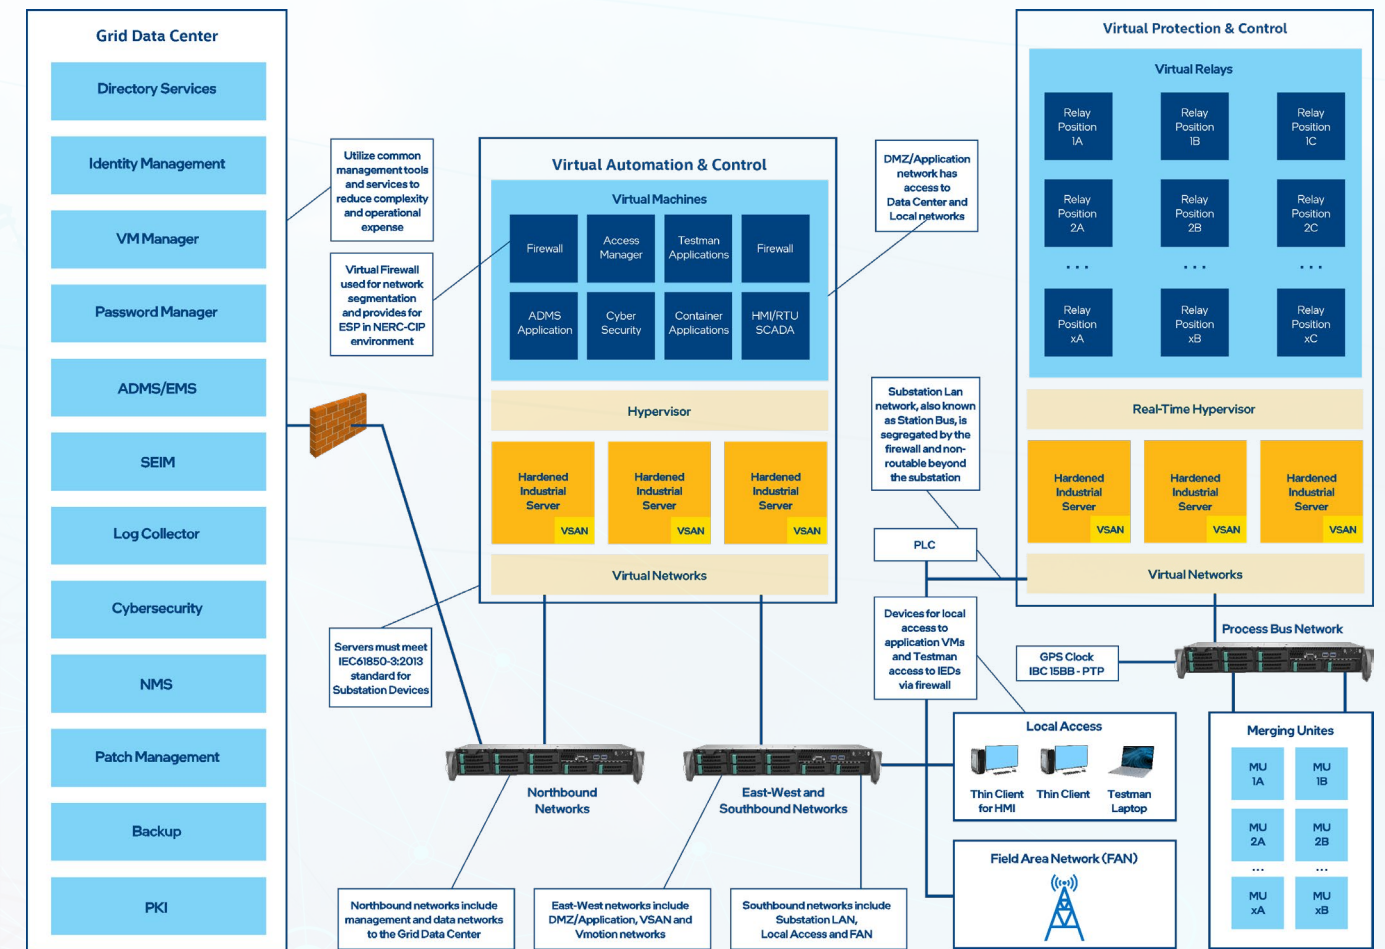 Grid Data Center
Directory Services
Identity Management
VM Manager
Password Manager
ADMS/EMS
SEIM
Log Collector
Cybersecurity
NMS
Patch Management
Backup
PKI
Utilize common
management tools
and services to
reduce complexity
and operational
expense
Virtual Firewall
used for network
segmentation
and provides for
ESP in NERC-CIP
environment
Servers must meet
IEC61850-3:2013
standard for
Substation Devices
Virtual Automation & Control
Virtual Machines
Firewall
Access
Manager
Testman
Applications
Firewall
ADMS
Application
Cyber
Security
Container
Applications
HMI/RTU
SCADA
Hypervisor
Hardened
Industrial
Server
VSAN
Hardened
Industrial
Server
VSAN
Hardened
Industrial
Server
VSAN
Virtual Networks
DMZ/Application
network has
access to
Data Center and
Local networks
Substation Lan
network, also known
as Station Bus, is
segregated by the
firewall and non-
routable beyond
the substation
PLC
Devices for local
access to
application VMs
and Testman
access to IEDs
via firewall
Virtual Protection & Control
Virtual Relays
Relay
Position
1A
Relay
Position
1B
Relay
Position
1C
Relay
Position
2A
Relay
Position
2B
Relay
Position
2C
... ... ...
Relay
Position
xA
Relay
Position
xB
Relay
Position
xC
Real-Time Hypervisor
Hardened
Industrial
Server
VSAN
Hardened
Industrial
Server
VSAN
Hardened
Industrial
Server
VSAN
Virtual Networks
Process Bus Network
GPS Clock
IBC 15BB - PTP
Merging Unites
MU
1A
MU
1B
MU
2A
MU
2B
... ...
MU
xA
MU
xB
Local Access
Thin Client
for HMI
Thin Client
Testman
Laptop
Field Area Network (FAN)
Northbound
Networks
East-West and
Southbound Networks
Northbound networks include
management and data networks
to the Grid Data Center
East-West networks include
DMZ/Application, VSAN and
Vmotion networks
Southbound networks include
Substation LAN,
Local Access and FAN